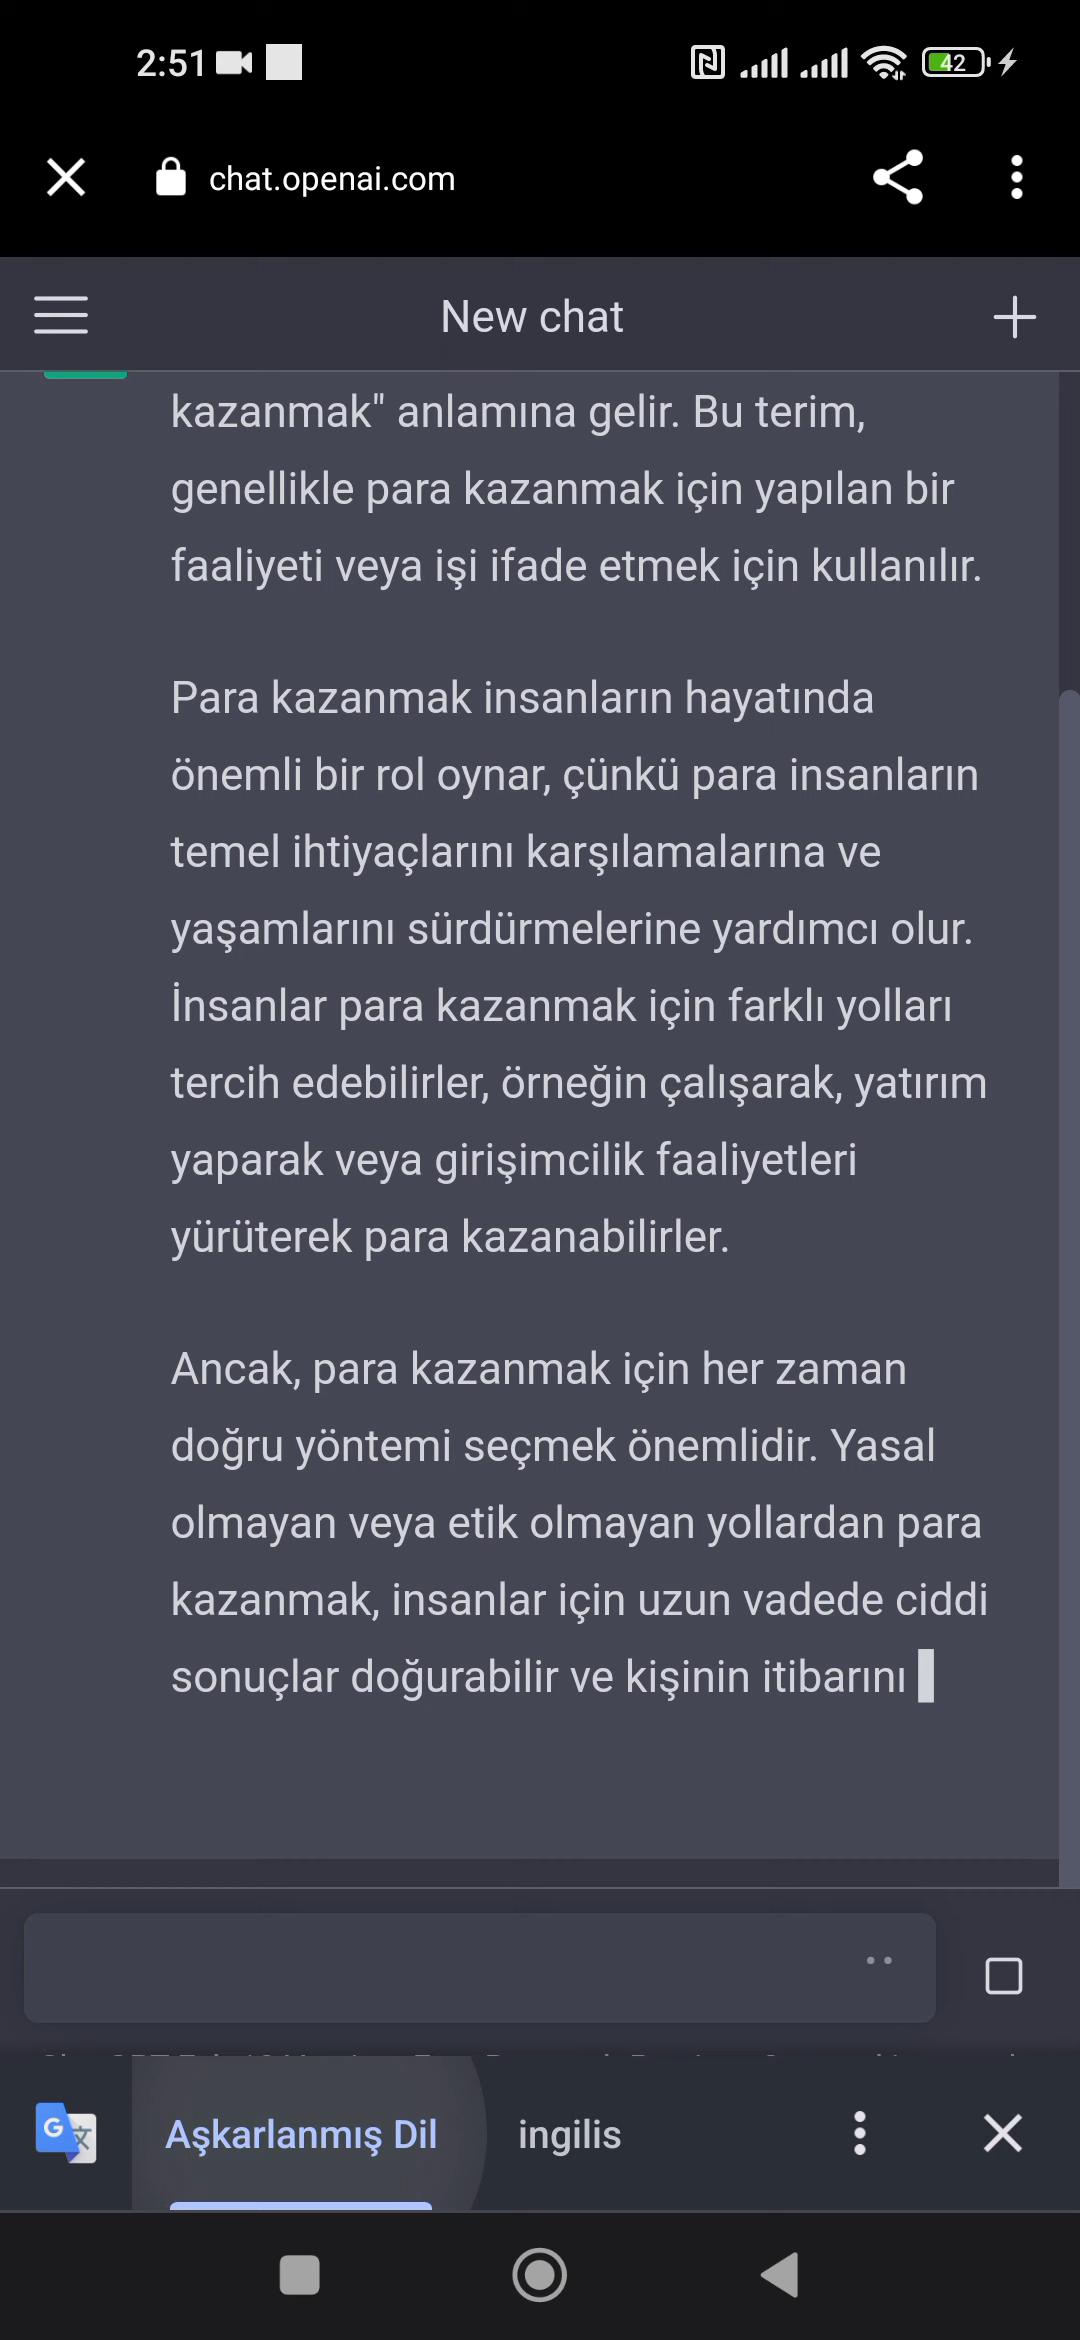 2:51
42
chat.openai.com
New chat
kazanmak" anlamına gelir. Bu terim,
genellikle para kazanmak için yapılan bir
faaliyeti veya işi ifade etmek için kullanılır.
Para kazanmak insanların hayatında
önemli bir rol oynar, çünkü para insanların
temel ihtiyaçlarını karşılamalarına ve
yaşamlarını sürdürmelerine yardımcı olur.
İnsanlar para kazanmak için farklı yolları
tercih edebilirler, örneğin çalışarak, yatırım
yaparak veya girişimcilik faaliyetleri
yürüterek para kazanabilirler.
Ancak, para kazanmak için her zaman
doğru yöntemi seçmek önemlidir. Yasal
olmayan veya etik olmayan yollardan para
kazanmak, insanlar için uzun vadede ciddi
sonuçlar doğurabilir ve kişinin itibarını
Aşkarlanmış Dil
ingilis